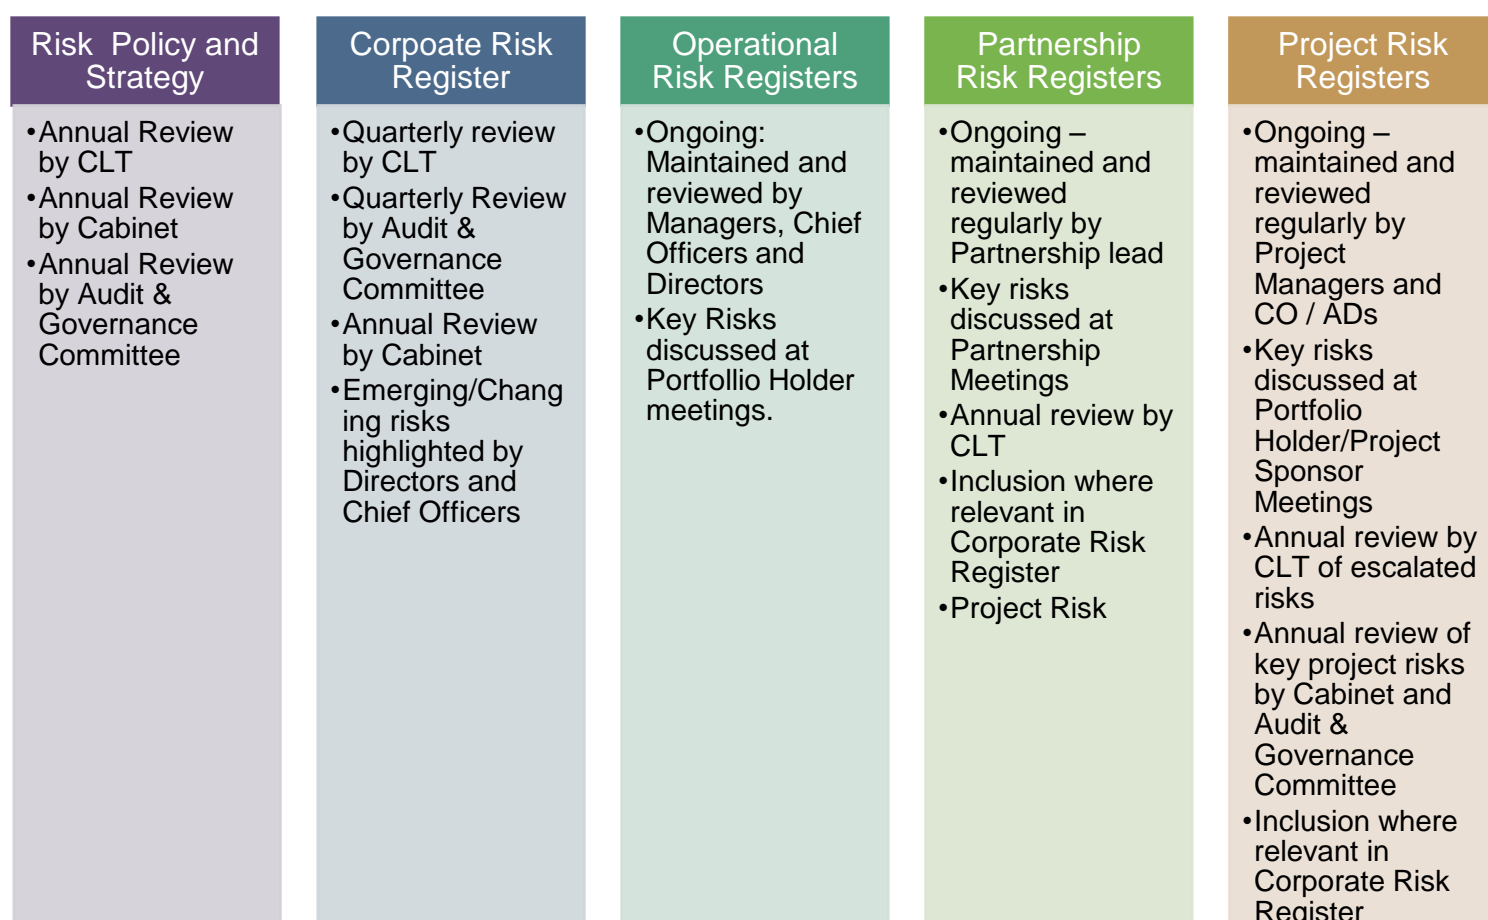 Risk  Policy and
Strategy
•Annual Review
by CLT
•Annual Review
by Cabinet
•Annual Review
by Audit &
Governance
Committee
Corpoate Risk
Register
•Quarterly review
by CLT
•Quarterly Review
by Audit &
Governance
Committee
•Annual Review
by Cabinet
•Emerging/Chang
ing risks
highlighted by
Directors and
Chief Officers
Operational
Risk Registers
•Ongoing:
Maintained and
reviewed by
Managers, Chief
Officers and
Directors
•Key Risks
discussed at
Portfollio Holder
meetings.
Partnership
Risk Registers
•Ongoing –
maintained and
reviewed
regularly by
Partnership lead
•Key risks
discussed at
Partnership
Meetings
•Annual review by
CLT
•Inclusion where
relevant in
Corporate Risk
Register
•Project Risk
Project Risk
Registers
•Ongoing –
maintained and
reviewed
regularly by
Project
Managers and
CO / ADs
•Key risks
discussed at
Portfolio
Holder/Project
Sponsor
Meetings
•Annual review by
CLT of escalated
risks
•Annual review of
key project risks
by Cabinet and
Audit &
Governance
Committee
•Inclusion where
relevant in
Corporate Risk
Register